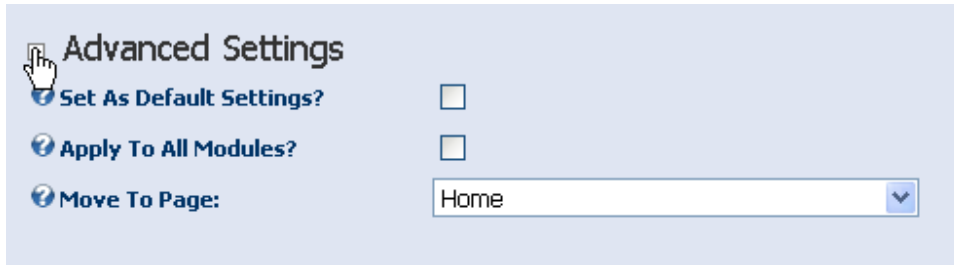 Advanced Settings
Set As Default Settings?
Apply To All Modules?
Move To Page: Home